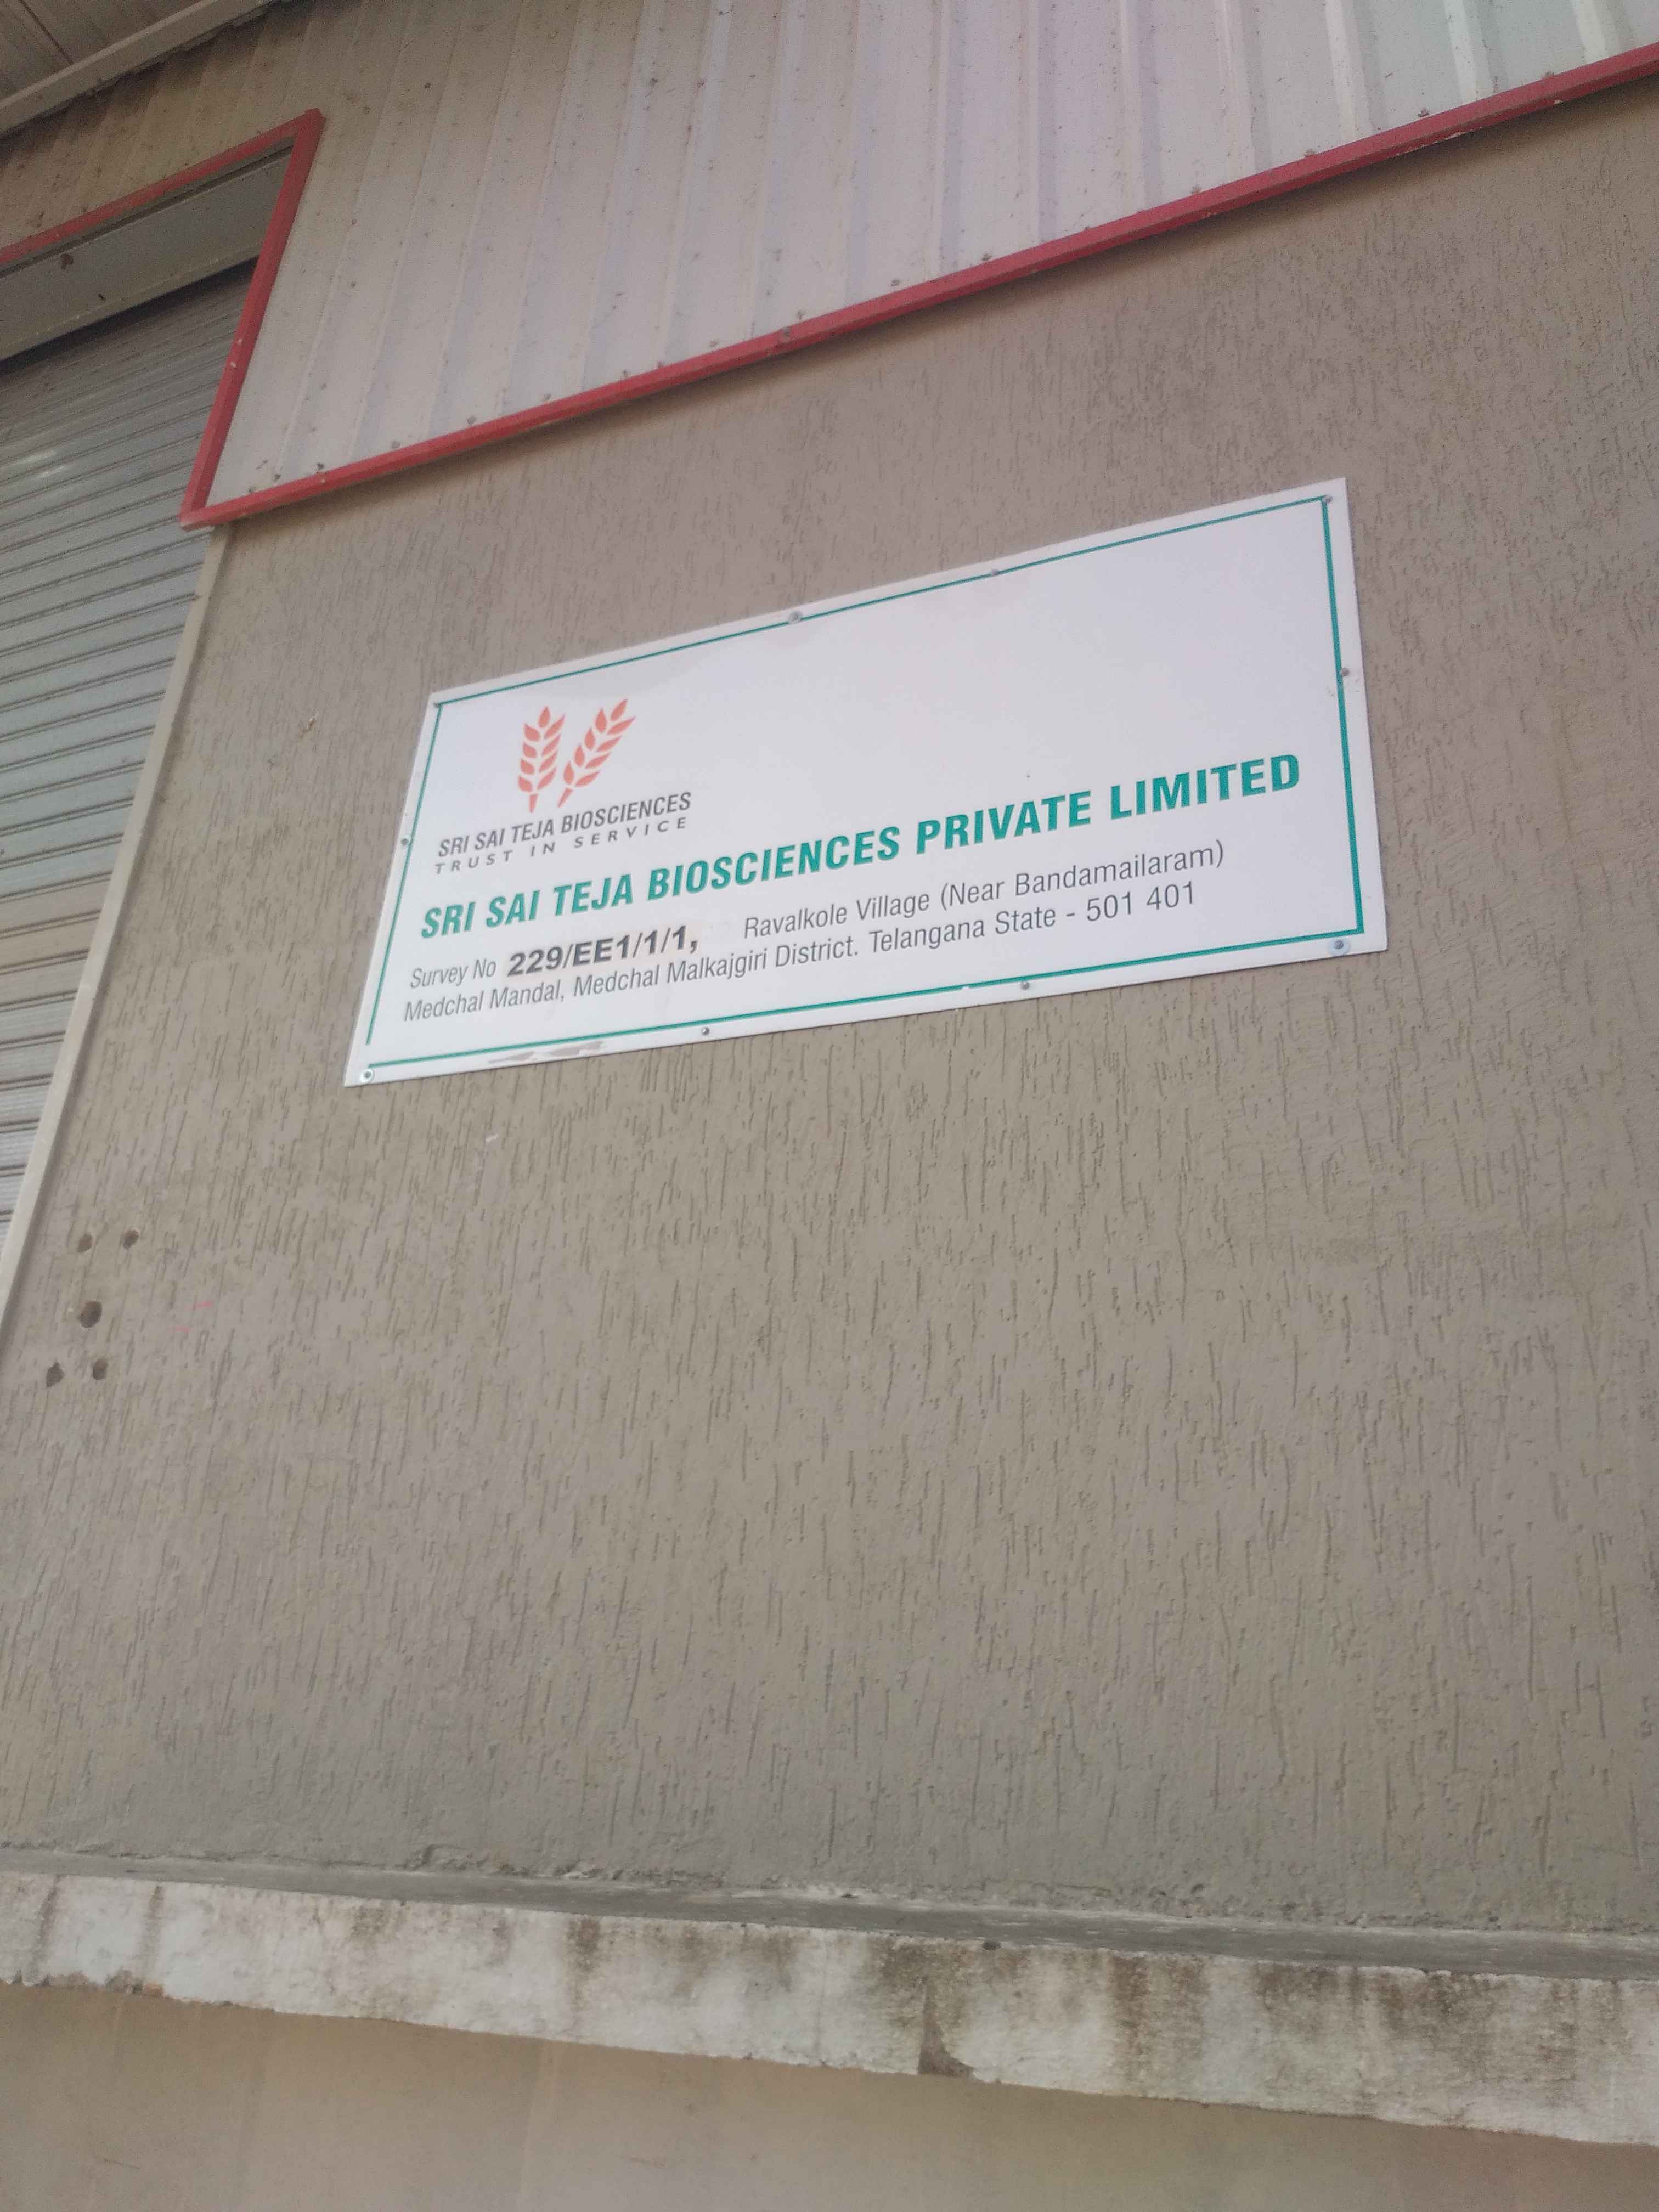 SRI SAI TEJA BIOSCIENCES
TRUST IN SERVICE
SRI SAI TEJA BIOSCIENCES PRIVATE LIMITED
Survey No 229/EE1/1/1, Ravalkole Village (Near Bandamailaram)
Medchal Mandal, Medchal Malkajgiri District. Telangana State - 501 401